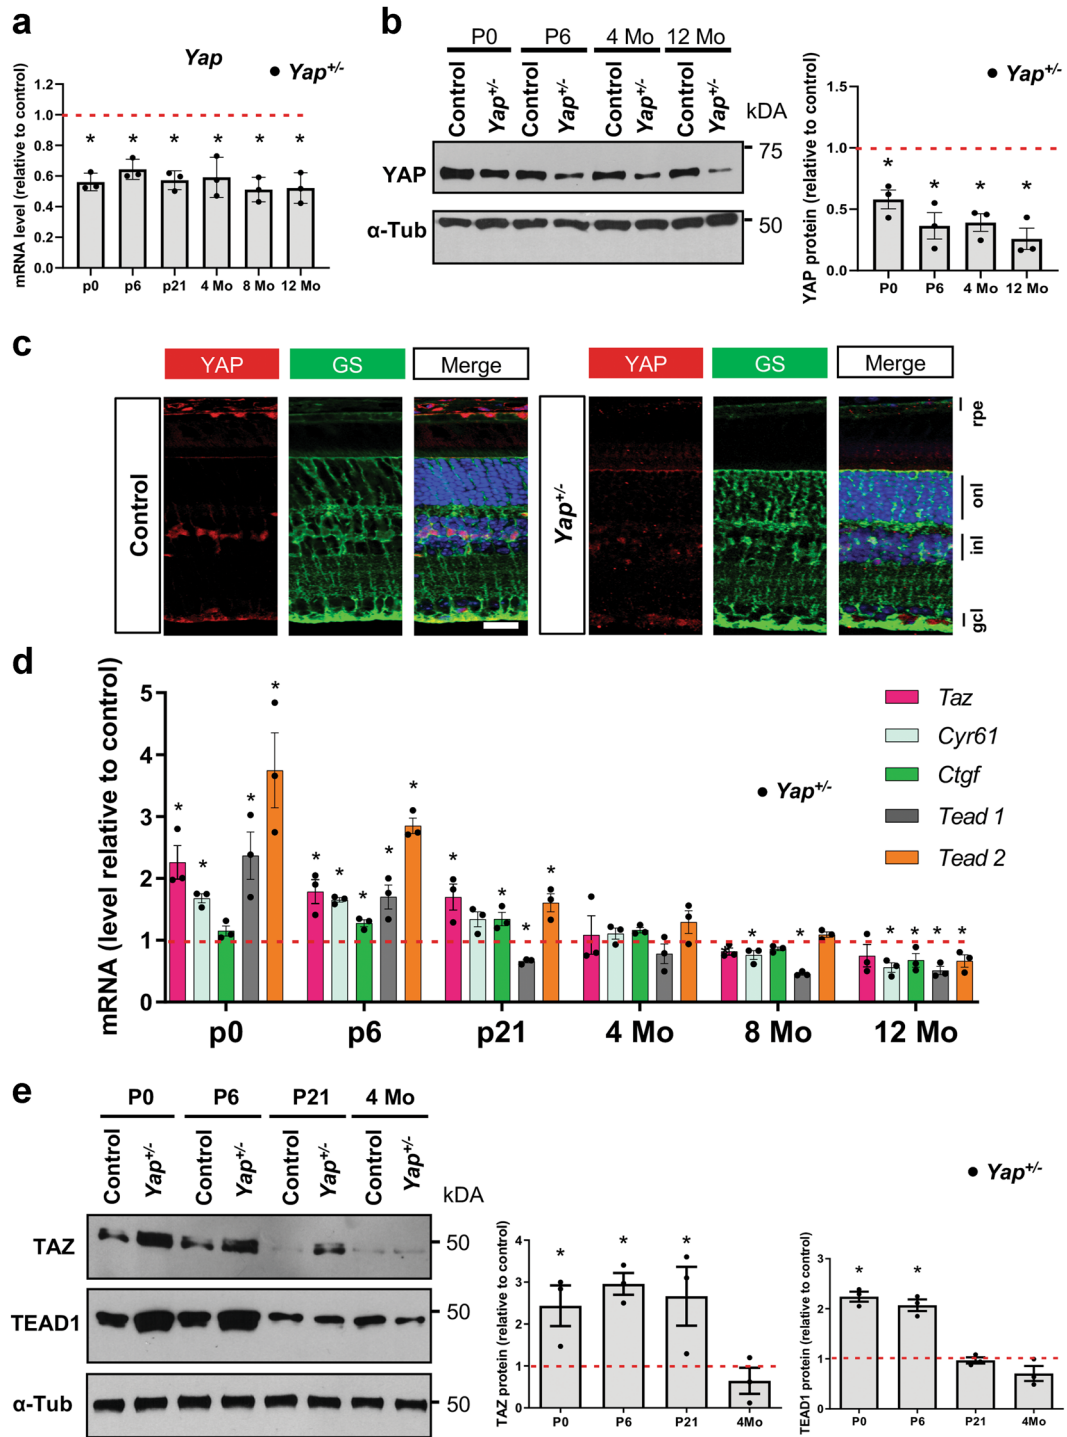 a
Yap
Yap+/-
mRNA level (relative to control)
1.2
1.0
0.8
0.6
0.4
0.2
0.0
* * * * * *
p0 p6 p21 4 Mo 8 Mo 12 Mo
b
P0 P6 4 Mo 12 Mo
Control Yap+/- Control Yap+/- Control Yap+/- Control Yap+/-
kDA
YAP
75
α-Tub
50
Yap+/-
YAP protein (relative to control)
1.5
1.0
0.5
0.0
* * * *
P0 P6 4 Mo 12 Mo
c
YAP GS Merge YAP GS Merge
Control
Yap+/-
rpe
onl
inl
gcl
d
mRNA (level relative to control)
5
4
3
2
1
0
* * * *
* * * * *
* * * *
* *
* * * *
Taz
Cyr61
Ctgf
Tead 1
Tead 2
Yap+/-
p0 p6 p21 4 Mo 8 Mo 12 Mo
e
P0 P6 P21 4 Mo
Control Yap+/- Control Yap+/- Control Yap+/- Control Yap+/-
kDA
TAZ
50
TEAD1
50
α-Tub
50
Yap+/-
TAZ protein (relative to control)
4
3
2
1
0
* * *
P0 P6 P21 4Mo
TEAD1 protein (relative to control)
3
2
1
0
* *
P0 P6 P21 4Mo